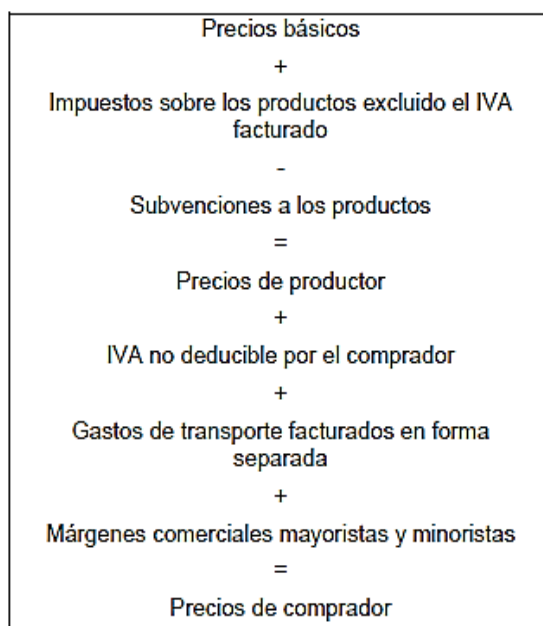 Precios básicos
+
Impuestos sobre los productos excluido el IVA
facturado
-
Subvenciones a los productos
=
Precios de productor
+
IVA no deducible por el comprador
+
Gastos de transporte facturados en forma
separada
+
Márgenes comerciales mayoristas y minoristas
=
Precios de comprador